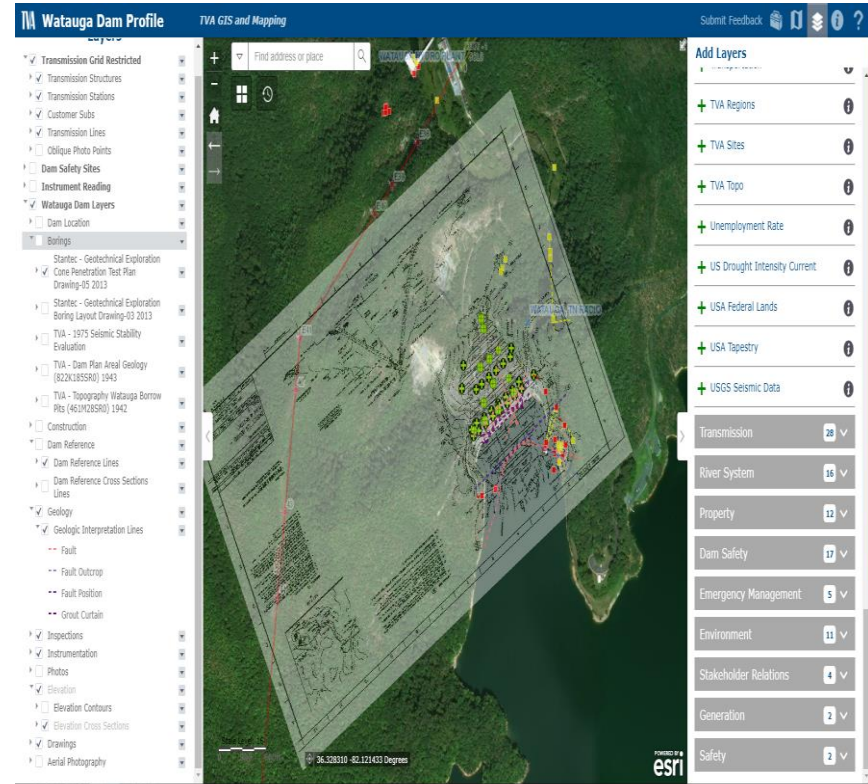 Watauga Dam Profile
TVA GIS and Mapping
Submit Feedback
?
Layers
Transmission Grid Restricted
Transmission Structures
Transmission Stations
Customer Subs
Transmission Lines
Oblique Photo Points
Dam Safety Sites
Instrument Reading
Watauga Dam Layers
Dam Location
Borings
Stantec - Geotechnical Exploration
Cone Penetration Test Plan
Drawing-05 2013
Stantec - Geotechnical Exploration
Boring Layout Drawing-03 2013
TVA - 1975 Seismic Stability
Evaluation
TVA - Dam Plan Areal Geology
(822K185SR0) 1943
TVA - Topography Watauga Borrow
Pits (461M28SR0) 1942
Construction
Dam Reference
Dam Reference Lines
Dam Reference Cross Sections
Lines
Geology
Geologic Interpretation Lines
Fault
Fault Outcrop
Fault Position
Grout Curtain
Inspections
Instrumentation
Photos
Elevation
Elevation Contours
Elevation Cross Sections
Drawings
Aerial Photography
Find address or place
36.328310 -82.121433 Degrees
POWERED BY
esri
Add Layers
Transportation
TVA Regions
TVA Sites
TVA Topo
Unemployment Rate
US Drought Intensity Current
USA Federal Lands
USA Tapestry
USGS Seismic Data
Transmission 28
River System 16
Property 12
Dam Safety 17
Emergency Management 5
Environment 11
Stakeholder Relations 4
Generation 2
Safety 2